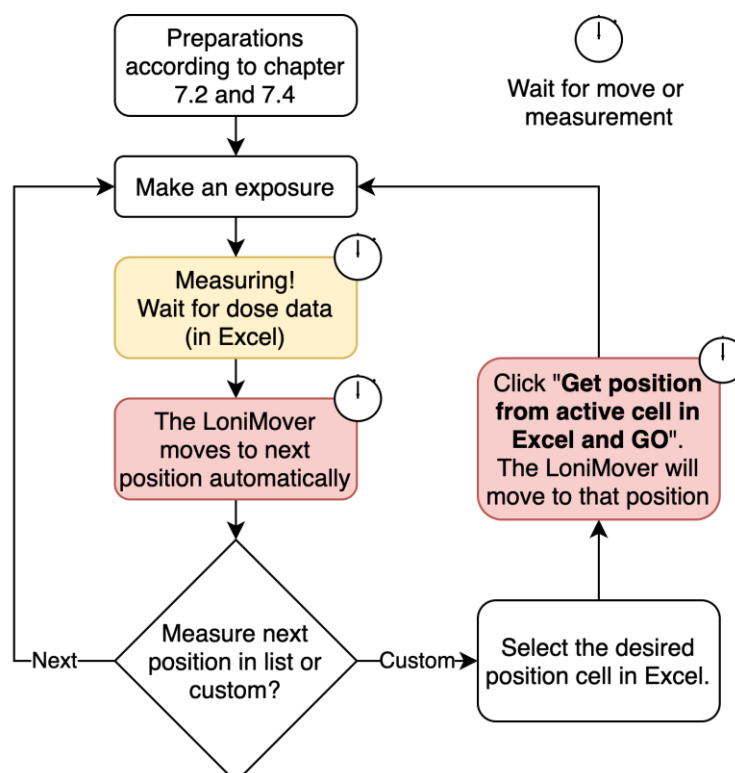 Preparations
according to chapter
7.2 and 7.4
Wait for move or
measurement
Make an exposure
Measuring!
Wait for dose data
(in Excel)
The LoniMover
moves to next
position automatically
Click "Get position
from active cell in
Excel and GO".
The LoniMover will
move to that position
Measure next
position in list or
custom?
Next
Custom
Select the desired
position cell in Excel.